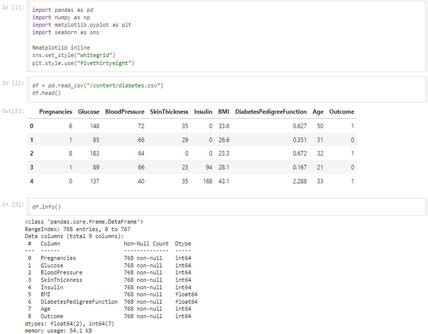 In [1]:
import pandas as pd
import numpy as np
import matplotlib.pyplot as plt
import seaborn as sns
%matplotlib inline
sns.set_style("whitegrid")
plt.style.use("fivethirtyeight")
In [2]:
df = pd.read_csv("/content/diabetes.csv")
df.head()
Out[2]:
Pregnancies Glucose BloodPressure SkinThickness Insulin BMI DiabetesPedigreeFunction Age Outcome
0 6 148 72 35 0 33.6 0.627 50 1
1 1 85 66 29 0 26.6 0.351 31 0
2 8 183 64 0 0 23.3 0.672 32 1
3 1 89 66 23 94 28.1 0.167 21 0
4 0 137 40 35 168 43.1 2.288 33 1
In [3]:
df.info()
<class 'pandas.core.frame.DataFrame'>
RangeIndex: 768 entries, 0 to 767
Data columns (total 9 columns):
# Column Non-Null Count Dtype
--- ------ -------------- -----
0 Pregnancies 768 non-null int64
1 Glucose 768 non-null int64
2 BloodPressure 768 non-null int64
3 SkinThickness 768 non-null int64
4 Insulin 768 non-null int64
5 BMI 768 non-null float64
6 DiabetesPedigreeFunction 768 non-null float64
7 Age 768 non-null int64
8 Outcome 768 non-null int64
dtypes: float64(2), int64(7)
memory usage: 54.1 KB